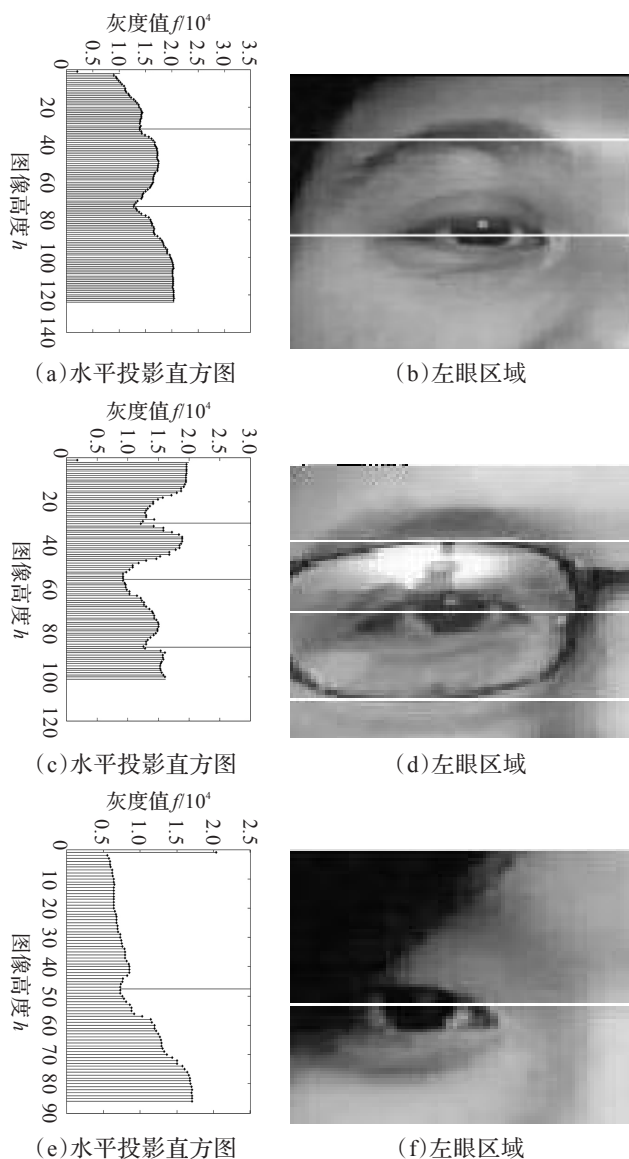 灰度值f/10⁴
0 0.5 1.0 1.5 2.0 2.5 3.0 3.5
0 20 40 60 80 100 120 140
图像高度h
(a)水平投影直方图
(b)左眼区域
灰度值f/10⁴
0 0.5 1.0 1.5 2.0 2.5 3.0
0 20 40 60 80 100 120
图像高度h
(c)水平投影直方图
(d)左眼区域
灰度值f/10⁴
0 0.5 1.0 1.5 2.0 2.5
0 10 20 30 40 50 60 70 80 90
图像高度h
(e)水平投影直方图
(f)左眼区域